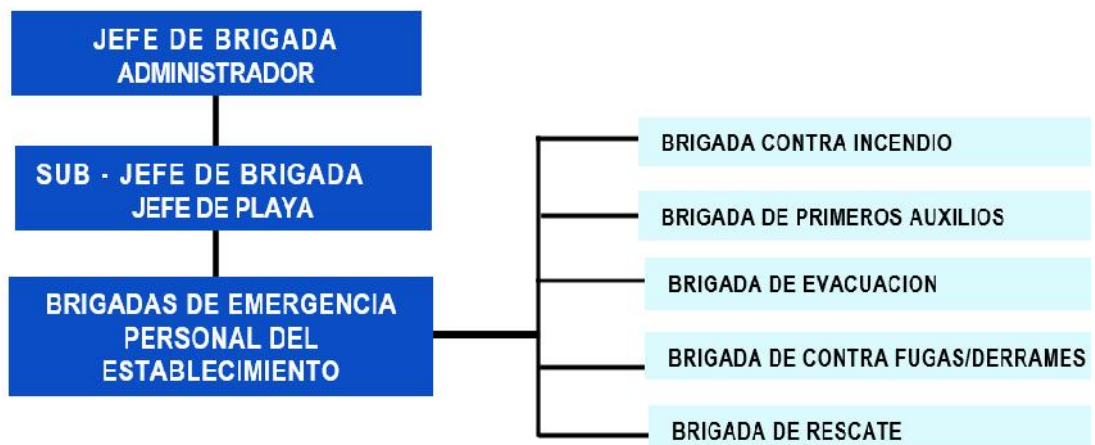 JEFE DE BRIGADA
ADMINISTRADOR
SUB - JEFE DE BRIGADA
JEFE DE PLAYA
BRIGADAS DE EMERGENCIA
PERSONAL DEL
ESTABLECIMIENTO
BRIGADA CONTRA INCENDIO
BRIGADA DE PRIMEROS AUXILIOS
BRIGADA DE EVACUACION
BRIGADA DE CONTRA FUGAS/DERRAMES
BRIGADA DE RESCATE